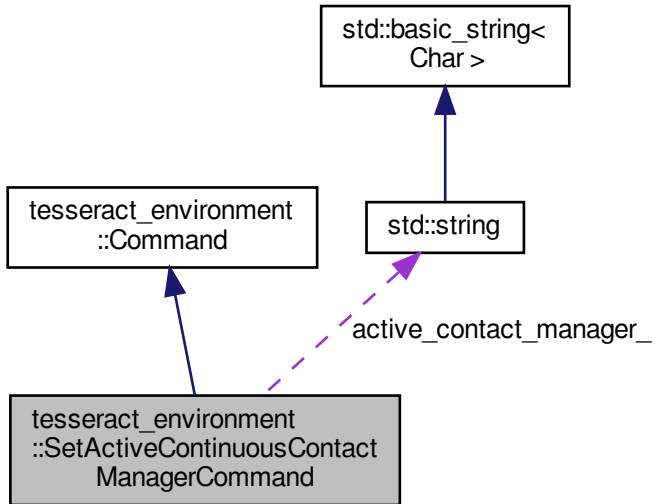 std::basic_string<
Char >
tesseract_environment
::Command
std::string
active_contact_manager_
tesseract_environment
::SetActiveContinuousContact
ManagerCommand